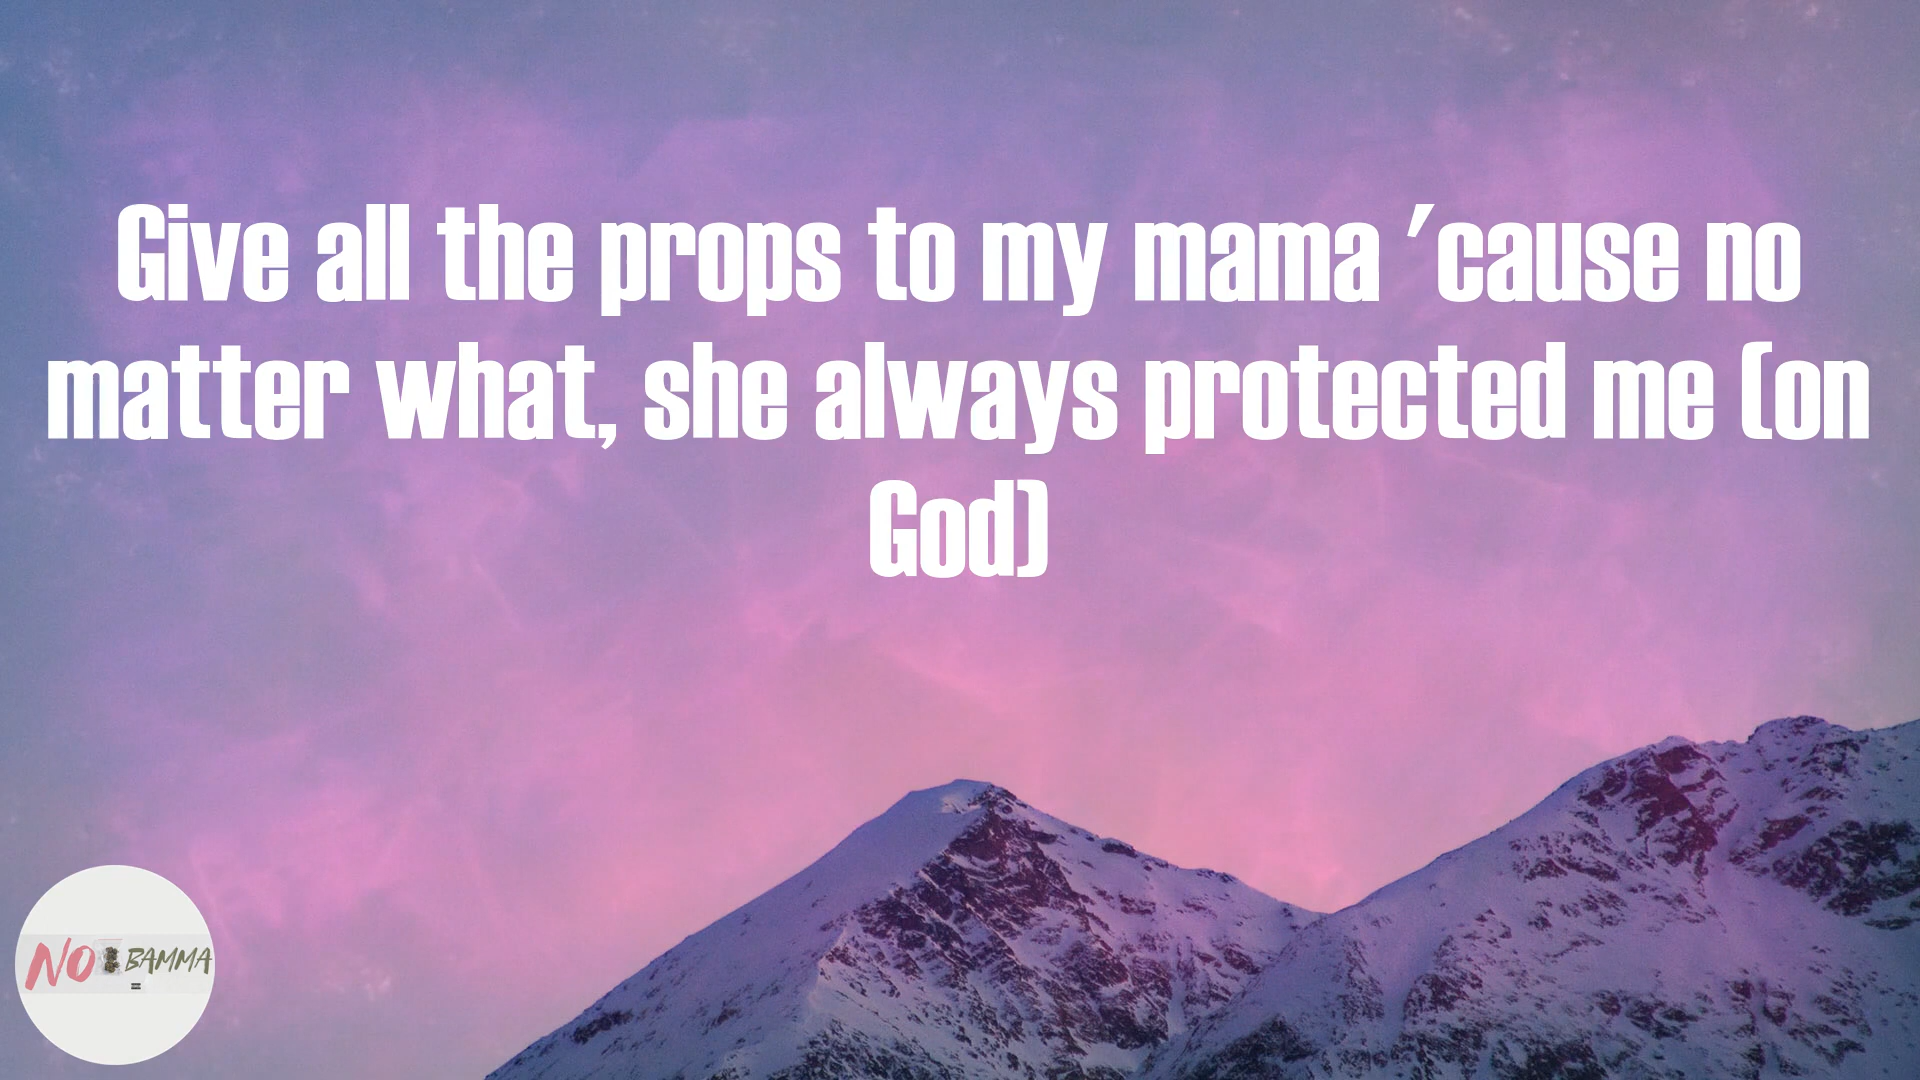 Give all the props to my mama 'cause no
matter what, she always protected me (on
God)
NO BAMMA